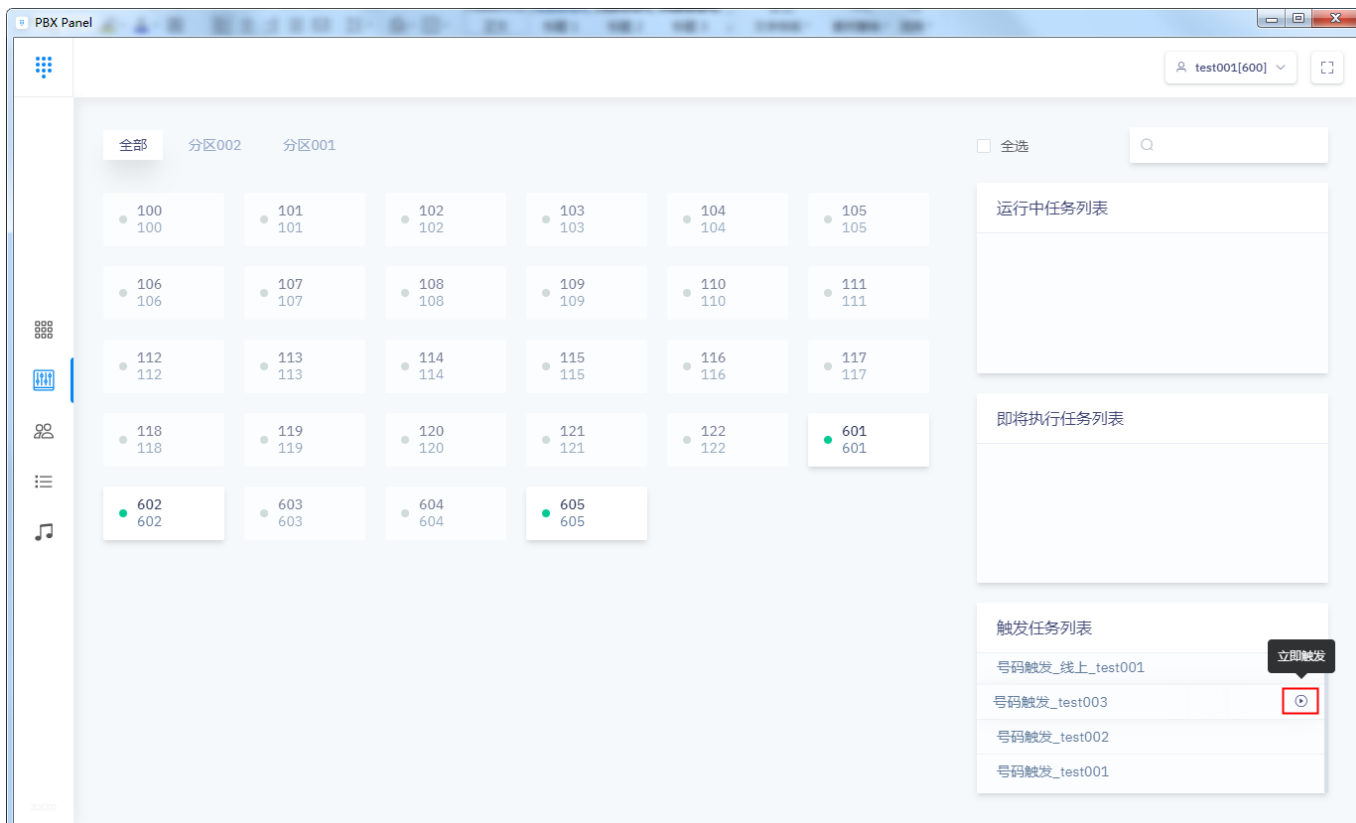 PBX Panel
test001[600]
全部 分区002 分区001
全选
100 101 102 103 104 105
100 101 102 103 104 105
106 107 108 109 110 111
106 107 108 109 110 111
112 113 114 115 116 117
112 113 114 115 116 117
118 119 120 121 122 601
118 119 120 121 122 601
602 603 604 605
602 603 604 605
运行中任务列表
即将执行任务列表
触发任务列表
立即触发
号码触发_线上_test001
号码触发_test003
号码触发_test002
号码触发_test001